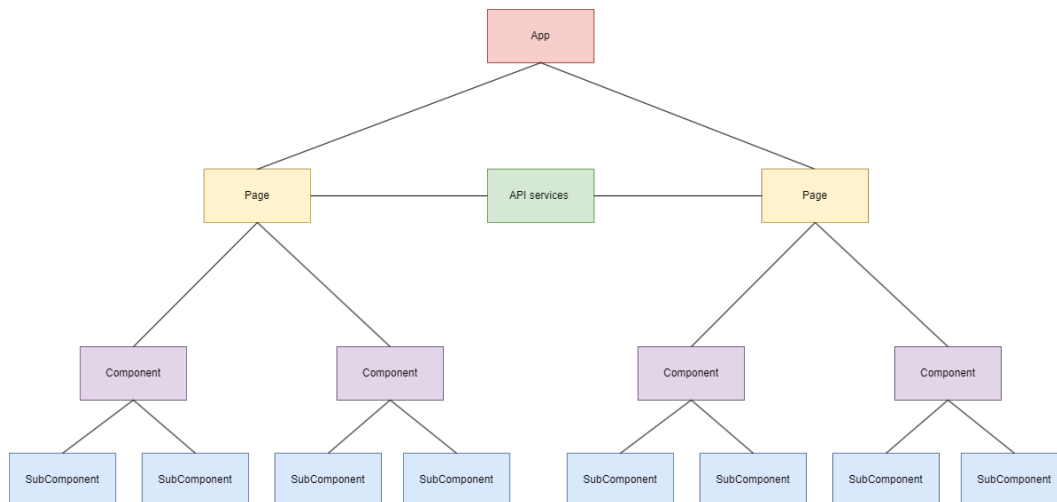 App
Page
API services
Page
Component
Component
Component
Component
SubComponent
SubComponent
SubComponent
SubComponent
SubComponent
SubComponent
SubComponent
SubComponent